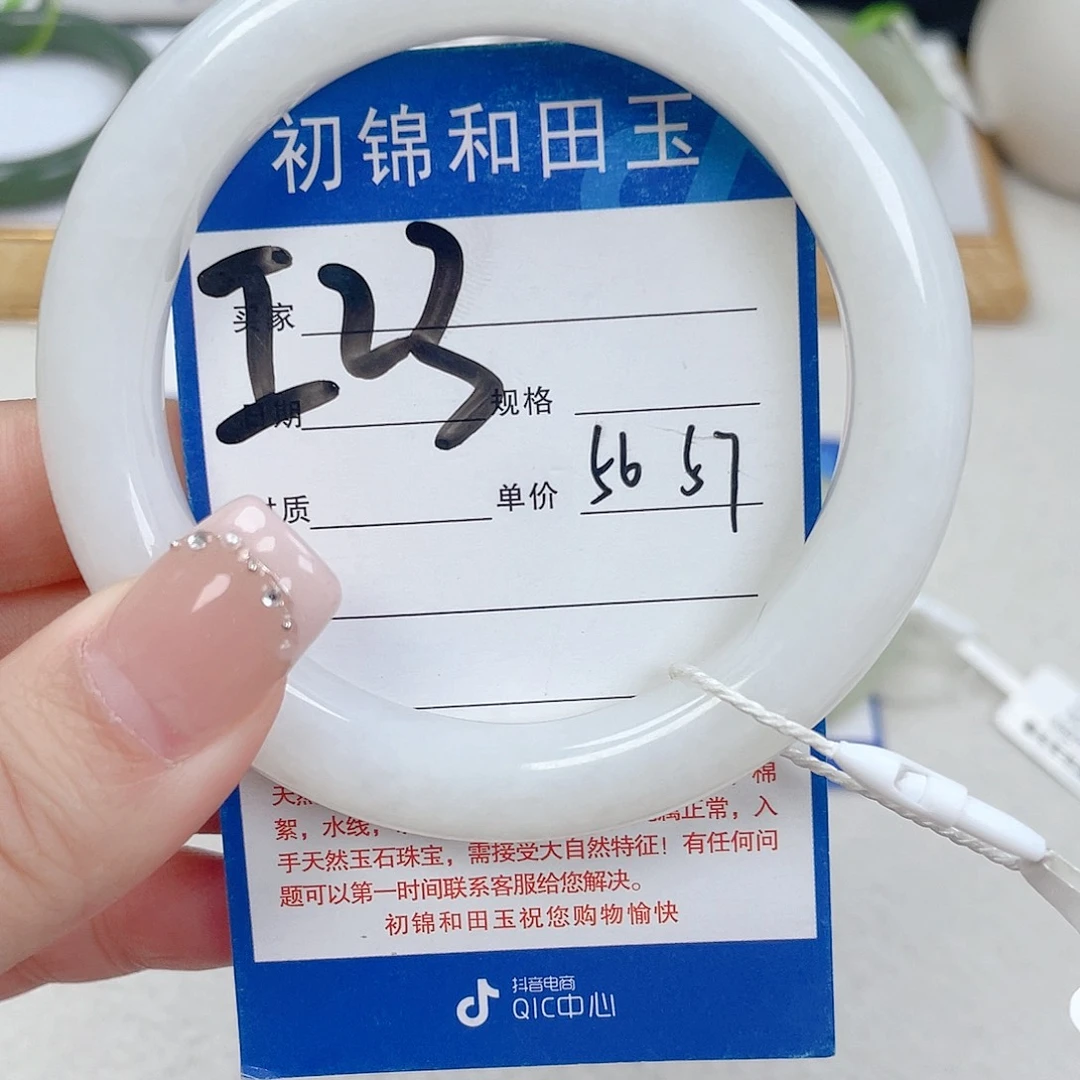 初锦和田玉
买家
日期 规格
质 单价 56 57
天然 棉
絮，水线， 属正常，入
手天然玉石珠宝，需接受大自然特征！有任何问
题可以第一时间联系客服给您解决。
初锦和田玉祝您购物愉快
抖音电商
QIC中心